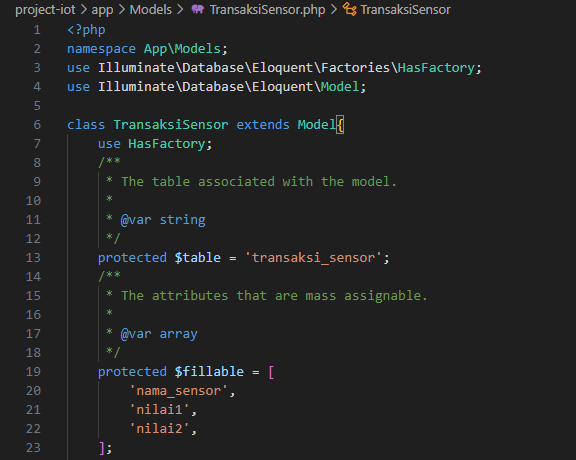 project-iot > app > Models > TransaksiSensor.php > TransaksiSensor
1 <?php
2 namespace App\Models;
3 use Illuminate\Database\Eloquent\Factories\HasFactory;
4 use Illuminate\Database\Eloquent\Model;
5
6 class TransaksiSensor extends Model{
7     use HasFactory;
8     /**
9      * The table associated with the model.
10      *
11      * @var string
12      */
13     protected $table = 'transaksi_sensor';
14     /**
15      * The attributes that are mass assignable.
16      *
17      * @var array
18      */
19     protected $fillable = [
20         'nama_sensor',
21         'nilai1',
22         'nilai2',
23     ];